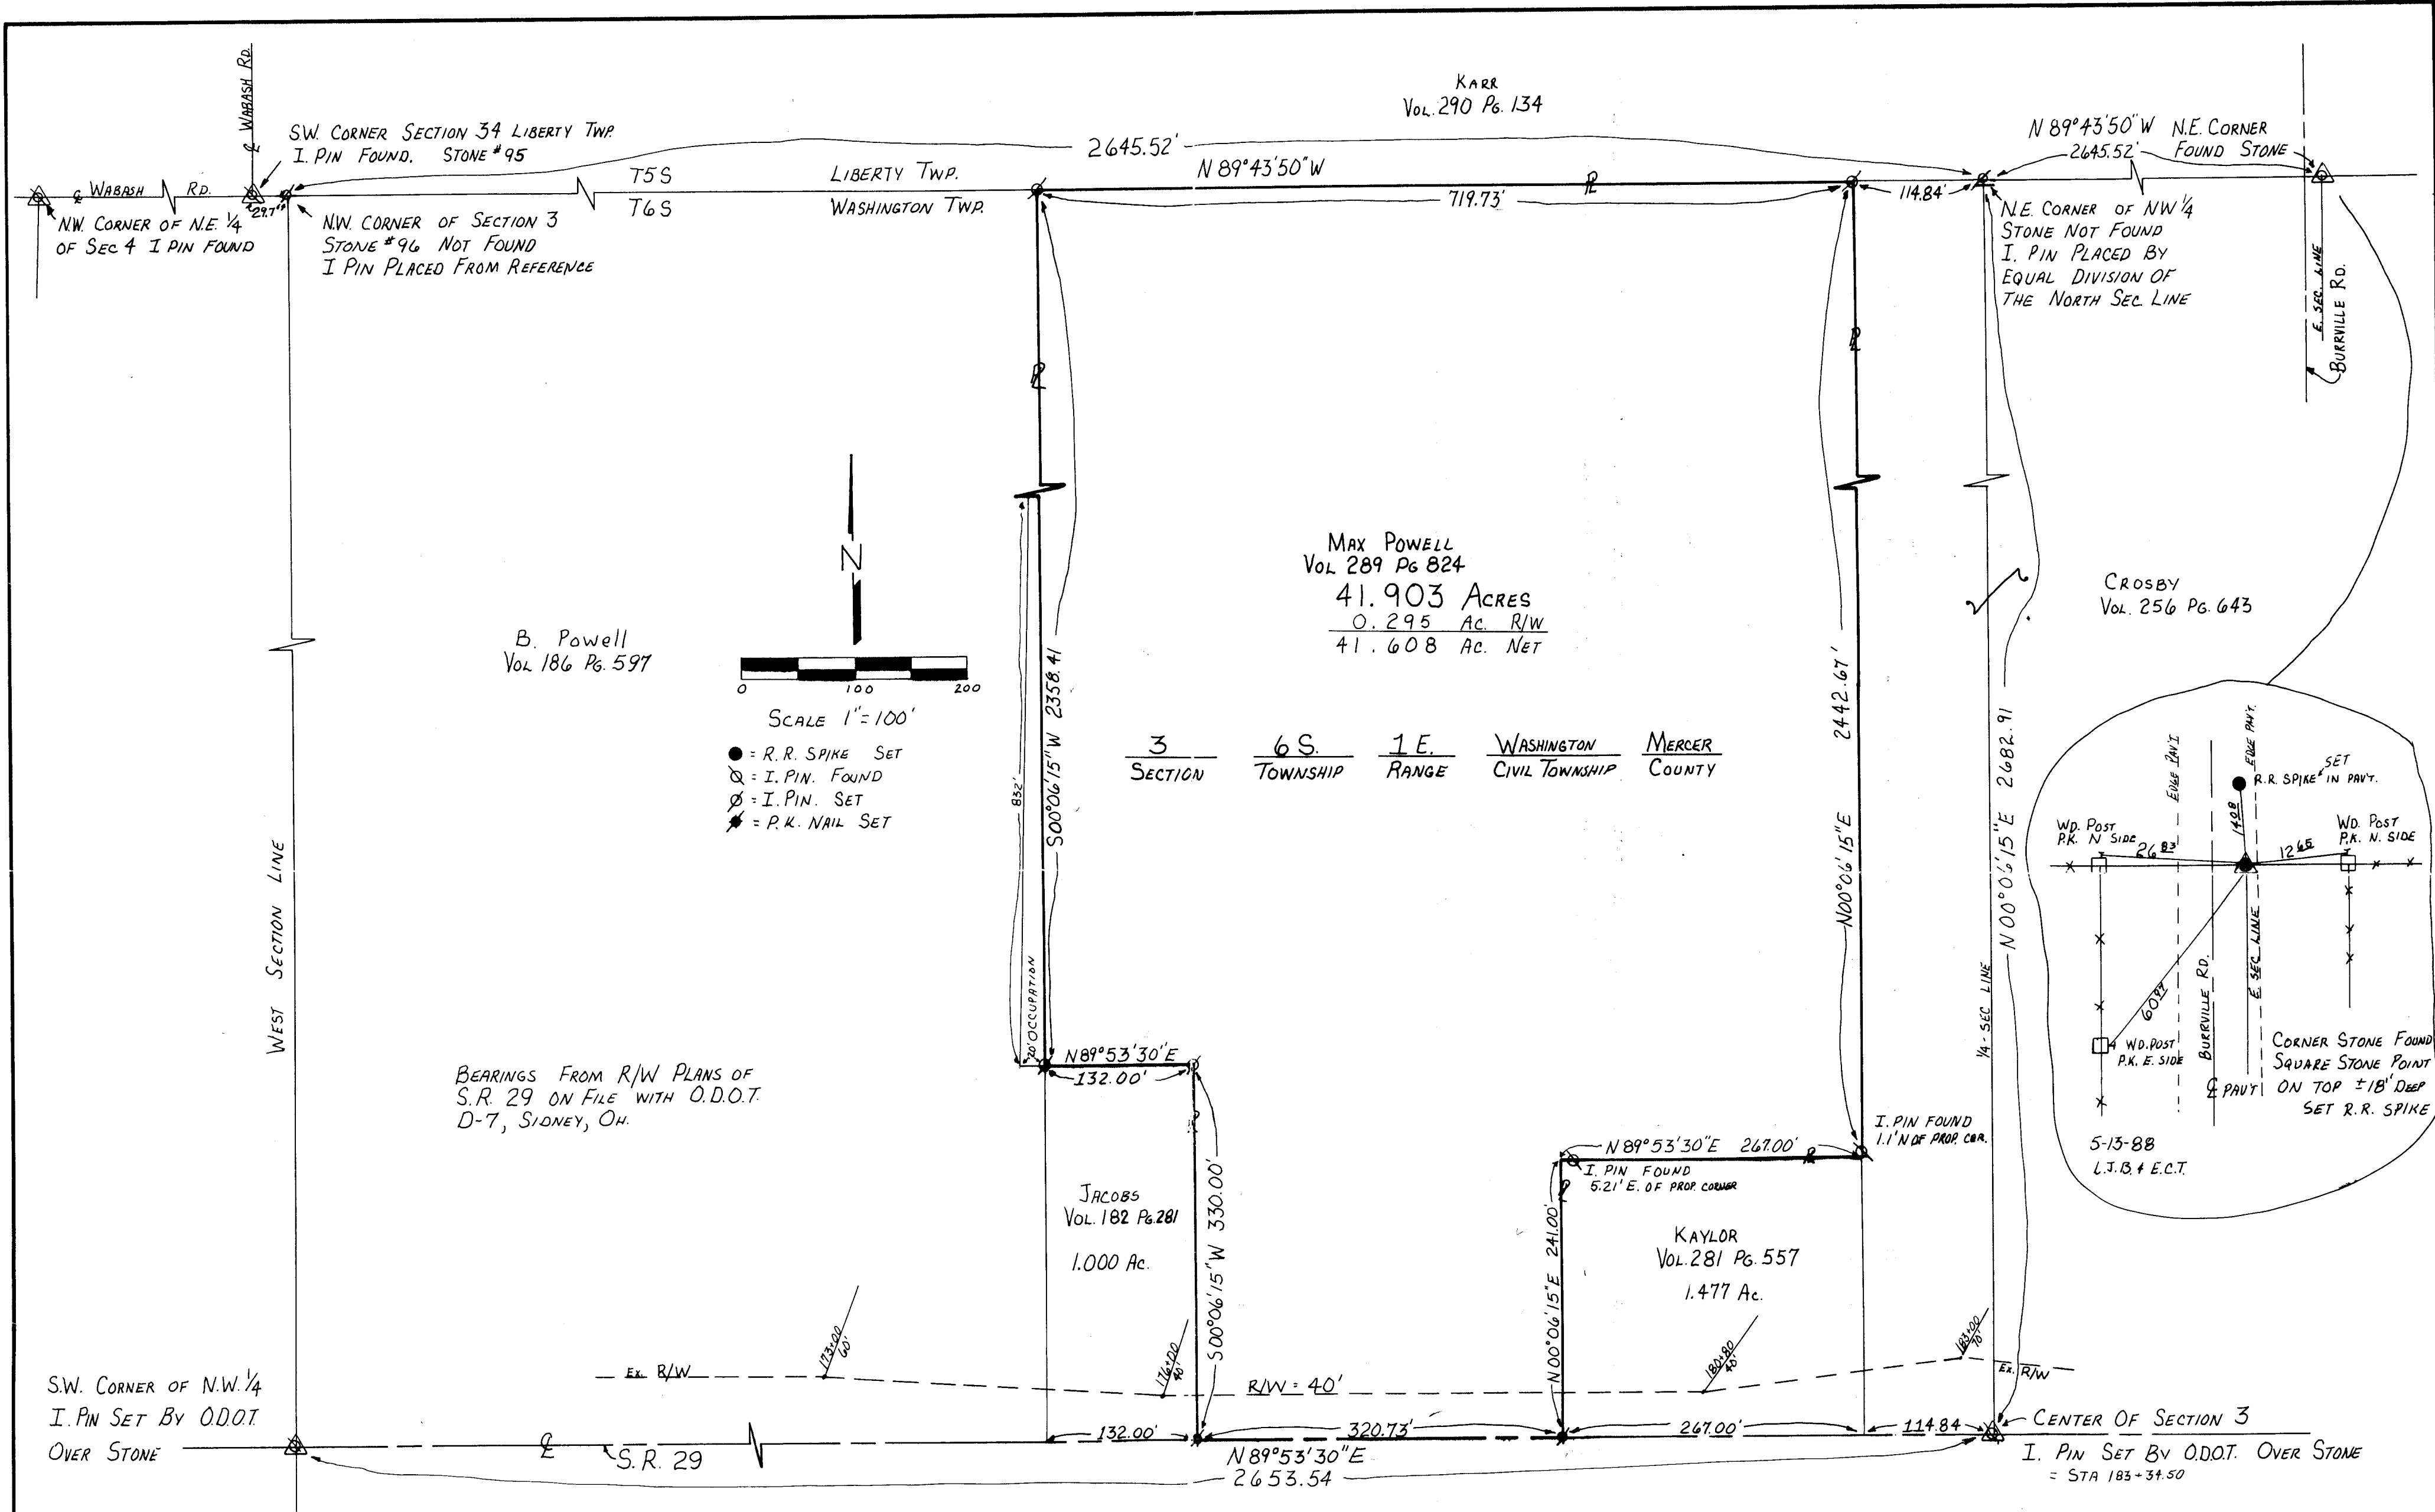 KARR
VOL. 290 PG. 134
2645.52'
N 89°43'50" W
719.73'
114.84'
N 89°43'50" W
2645.52'
N.E. CORNER
FOUND STONE
℄ WABASH RD.
S.W. CORNER SECTION 34 LIBERTY TWP.
I. PIN FOUND. STONE #95
℄ WABASH RD.
29.7'
T5S
LIBERTY TWP.
T6S
WASHINGTON TWP.
N.W. CORNER OF N.E. 1/4
OF SEC 4 I PIN FOUND
N.W. CORNER OF SECTION 3
STONE #96 NOT FOUND
I PIN PLACED FROM REFERENCE
N.E. CORNER OF NW 1/4
STONE NOT FOUND
I. PIN PLACED BY
EQUAL DIVISION OF
THE NORTH SEC. LINE
E. SEC. LINE
BURRVILLE RD.
B. Powell
VOL 186 PG. 597
N
0 100 200
SCALE 1"=100'
= R.R. SPIKE SET
= I. PIN. FOUND
= I. PIN. SET
= P.K. NAIL SET
MAX POWELL
VOL 289 PG 824
41.903 ACRES
0.295 AC. R/W
41.608 AC. NET
CROSBY
VOL. 256 PG. 643
3 6 S. 1 E. WASHINGTON MERCER
SECTION TOWNSHIP RANGE CIVIL TOWNSHIP COUNTY
WEST SECTION LINE
832'
20' OCCUPATION
S00°06'15"W 2358.41
2442.67'
N00°06'15"E
1/4 - SEC LINE
N00°06'15"E 2682.91
BEARINGS FROM R/W PLANS OF
S.R. 29 ON FILE WITH O.D.O.T.
D-7, SIDNEY, OH.
N89°53'30"E
132.00'
S00°06'15"W 330.00'
JACOBS
VOL. 182 PG. 281
1.000 AC.
N 89°53'30"E 267.00'
I. PIN FOUND
5.21' E. OF PROP. CORNER
I. PIN FOUND
1.1' N OF PROP. COR.
N00°06'15"E 241.00'
KAYLOR
VOL. 281 PG. 557
1.477 AC.
EDGE PAV'T
EDGE PAV'T.
SET
R.R. SPIKE IN PAV'T.
WD. POST
P.K. N SIDE
26 83
14 08
12 65
WD. POST
P.K. N. SIDE
60 97
WD. POST
P.K. E. SIDE
BURRVILLE RD.
E. SEC LINE
℄ PAVT
CORNER STONE FOUND
SQUARE STONE POINT
ON TOP ±18" DEEP
SET R.R. SPIKE
5-13-88
L.J.B. & E.C.T.
EX. R/W
173+00
60'
176+00
40'
R/W = 40'
180+80
40'
183+00
70'
EX. R/W
S.W. CORNER OF N.W. 1/4
I. PIN SET BY O.D.O.T.
OVER STONE
℄ S.R. 29
132.00'
320.73'
267.00'
114.84
N89°53'30"E
2653.54
CENTER OF SECTION 3
I. PIN SET BY O.D.O.T. OVER STONE
= STA 183+34.50